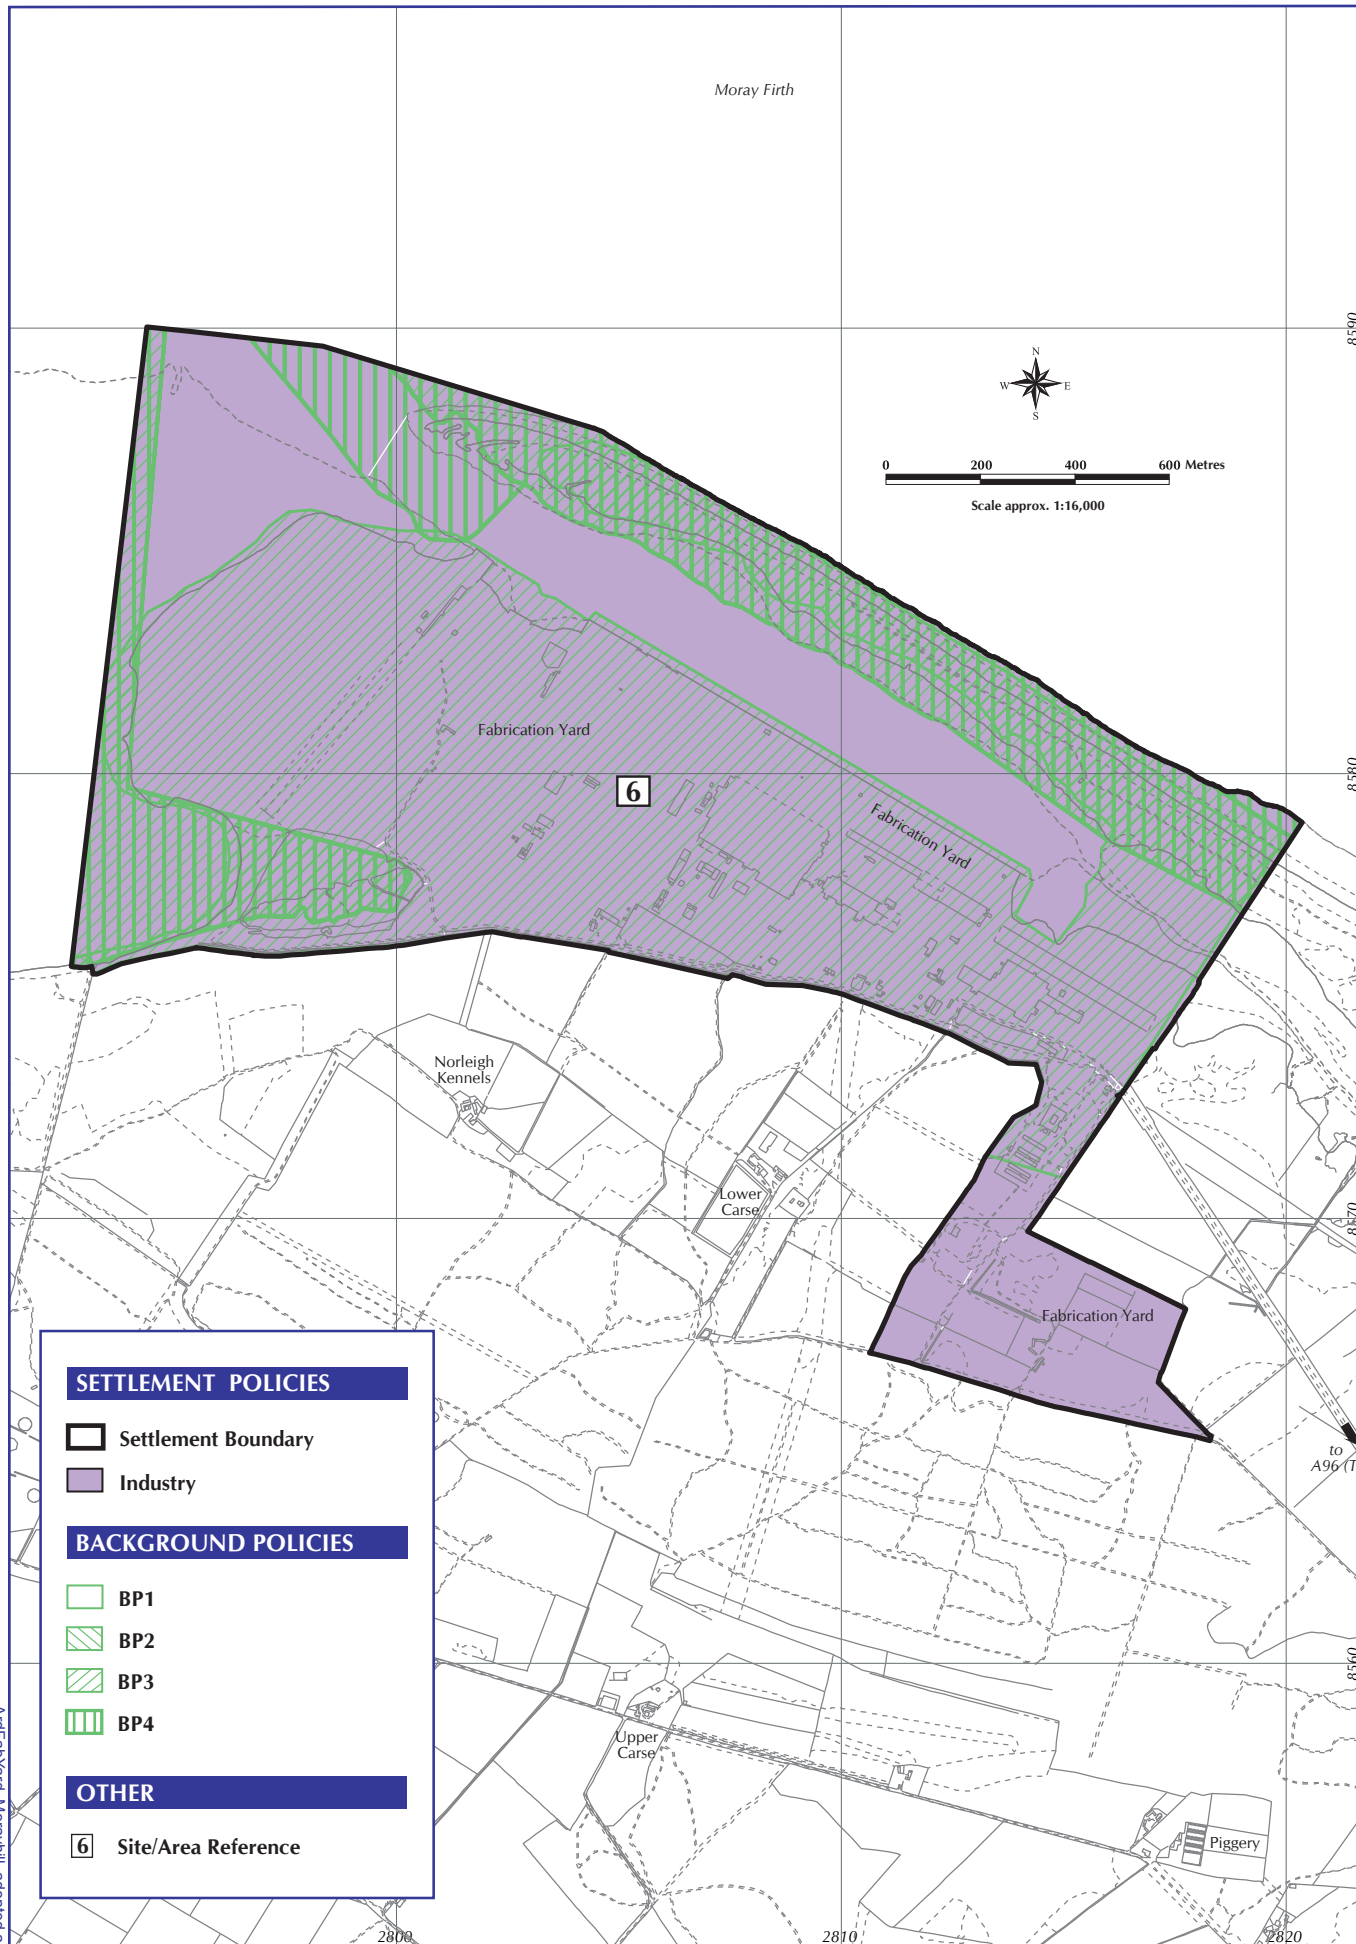 Moray Firth
8590
N
W E
S
0 200 400 600 Metres
Scale approx. 1:16,000
Fabrication Yard
8580
6
Fabrication Yard
Norleigh
Kennels
Lower
Carse
8570
Fabrication Yard
to
A96 (T
SETTLEMENT POLICIES
Settlement Boundary
Industry
BACKGROUND POLICIES
BP1
BP2
BP3
BP4
OTHER
6 Site/Area Reference
8560
Upper
Carse
Piggery
2800
2810
2820